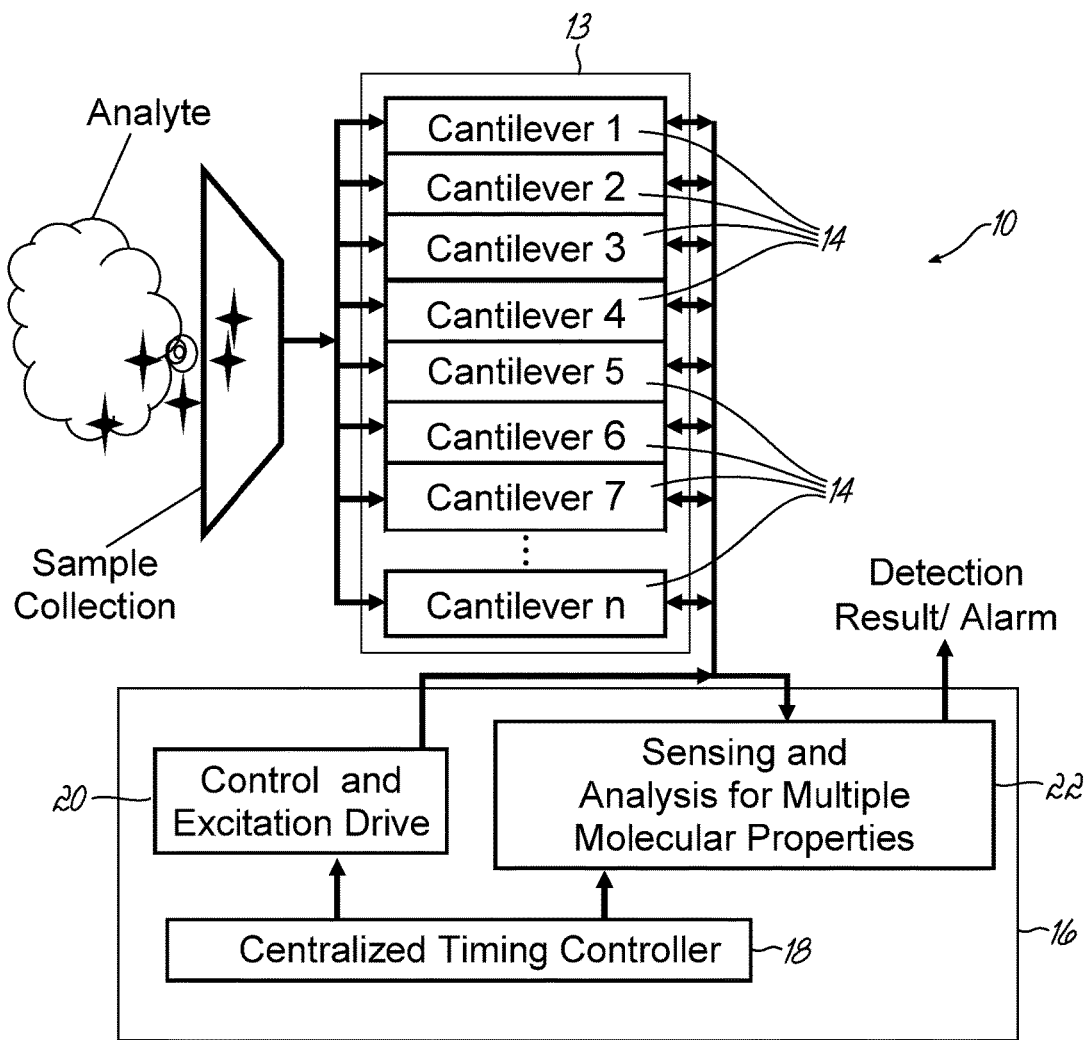 13
Analyte
Cantilever 1
Cantilever 2
Cantilever 3
Cantilever 4
Cantilever 5
Cantilever 6
Cantilever 7
Cantilever n
14
10
14
Sample
Collection
Detection
Result/ Alarm
20
Control and
Excitation Drive
Sensing and
Analysis for Multiple
Molecular Properties
22
Centralized Timing Controller
18
16